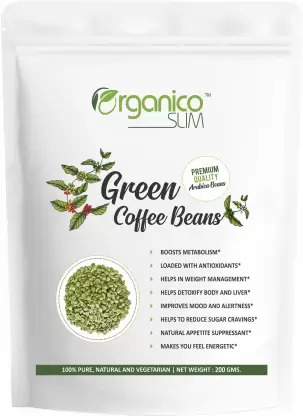 Organico™
SLIM
PREMIUM
QUALITY
Arabica Beans
Green
Coffee Beans
BOOSTS METABOLISM*
LOADED WITH ANTIOXIDANTS*
HELPS IN WEIGHT MANAGEMENT*
HELPS DETOXIFY BODY AND LIVER*
IMPROVES MOOD AND ALERTNESS*
HELPS TO REDUCE SUGAR CRAVINGS*
NATURAL APPETITE SUPPRESSANT*
MAKES YOU FEEL ENERGETIC*
100% PURE, NATURAL AND VEGETARIAN | NET WEIGHT : 200 GMS.